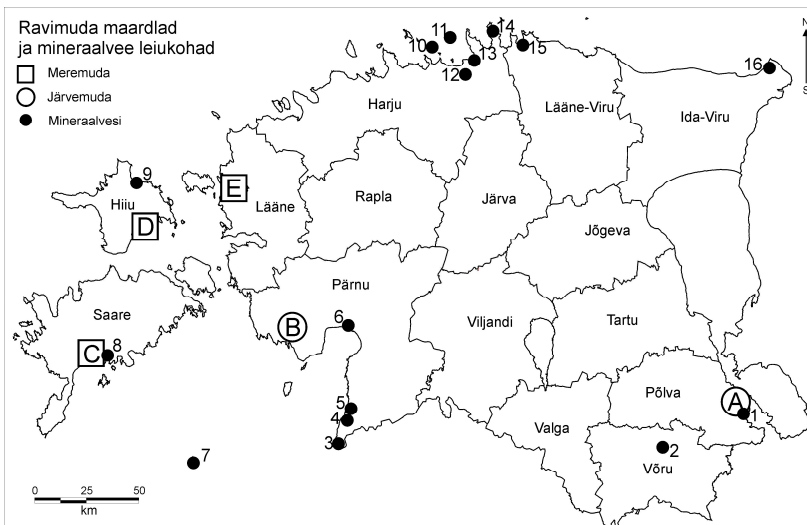 Ravimuda maardlad
ja mineraalvee leiukohad
Meremuda
Järvemuda
Mineraalvesi
N
S
14
11
10
13
15
12
16
Harju
Lääne-Viru
Ida-Viru
9
E
Hiiu
Lääne
Rapla
Järva
D
Jõgeva
Pärnu
Saare
6
B
Viljandi
Tartu
8
C
Põlva
5
A
4
1
Valga
3
2
7
Võru
0 25 50
km